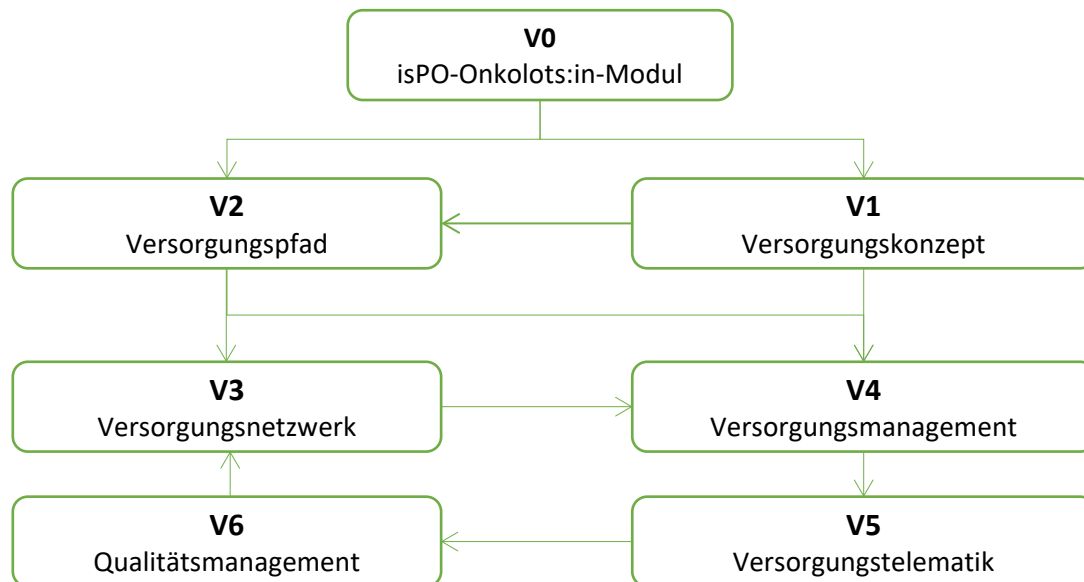 V0
isPO-Onkolots:in-Modul
V2
Versorgungspfad
V1
Versorgungskonzept
V3
Versorgungsnetzwerk
V4
Versorgungsmanagement
V6
Qualitätsmanagement
V5
Versorgungstelematik